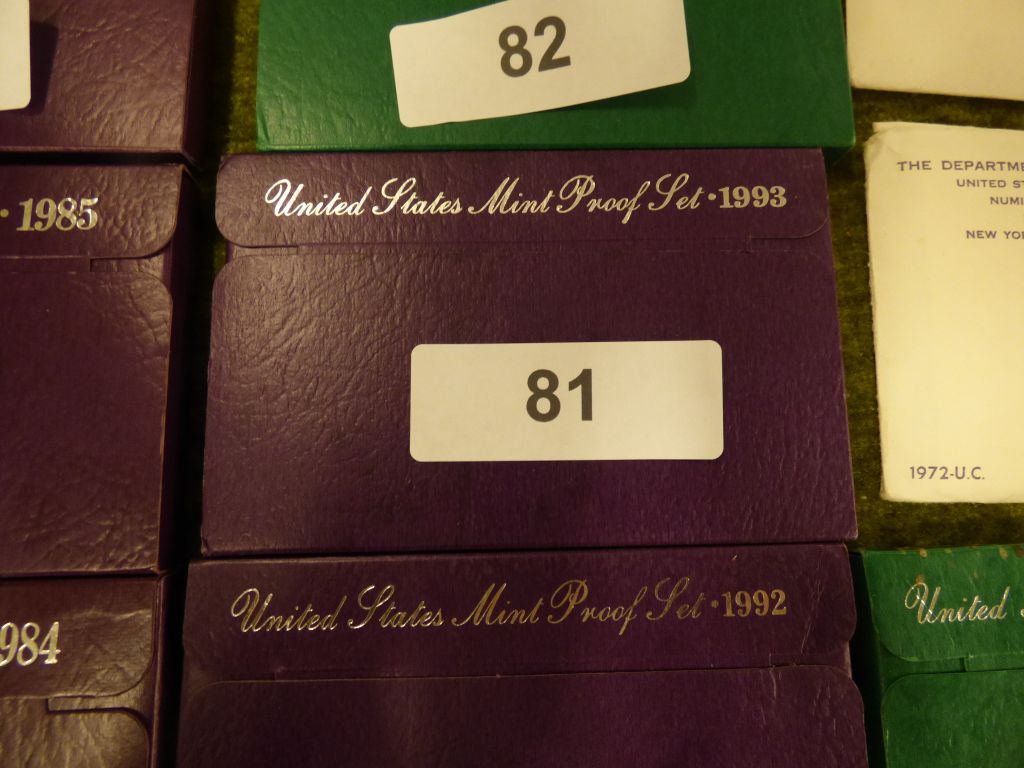 82
United States Mint Proof Set · 1993
· 1985
THE DEPARTME
UNITED ST
NUMI
NEW YO
81
1972-U.C.
United States Mint Proof Set · 1992
984
United